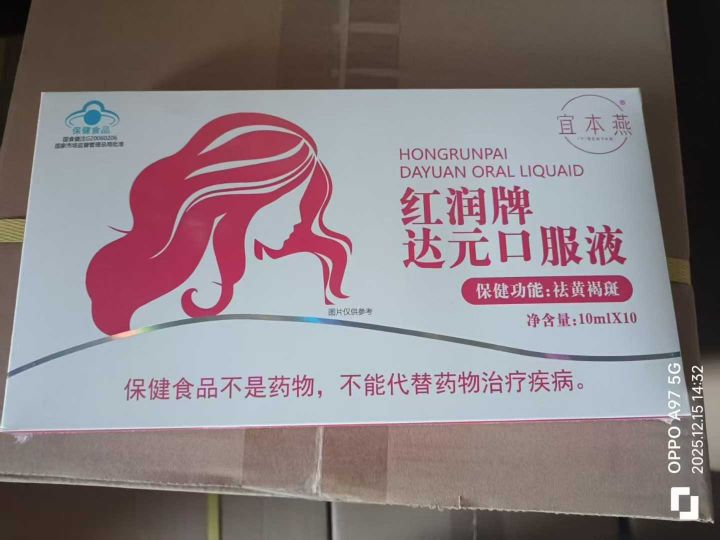 保健食品
国食健注G20060206
国家市场监督管理总局批准
宜本燕
®
HONGRUNPAI
DAYUAN ORAL LIQUAID
红润牌
达元口服液
保健功能:祛黄褐斑
净含量:10mlX10
图片仅供参考
保健食品不是药物，不能代替药物治疗疾病。
OPPO A97 5G
2025.12.15 14:32